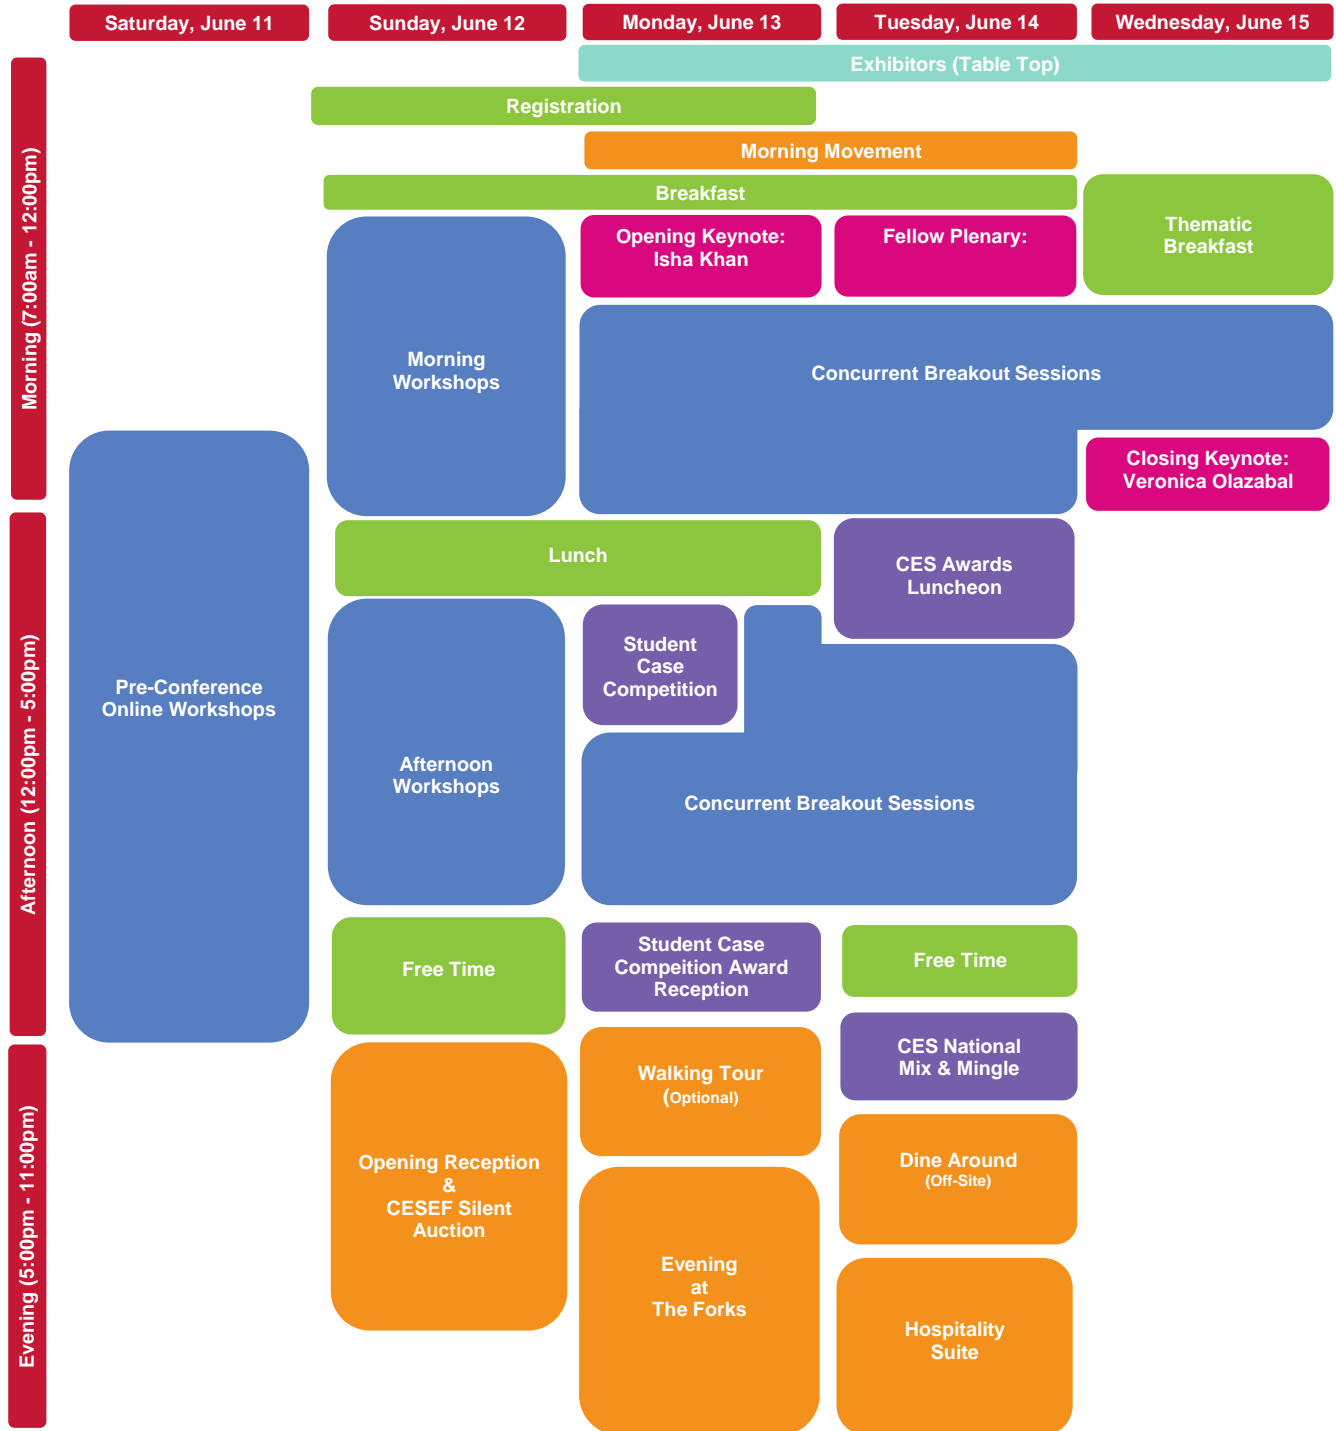 Saturday, June 11
Sunday, June 12
Monday, June 13
Tuesday, June 14
Wednesday, June 15
Exhibitors (Table Top)
Registration
Morning Movement
Breakfast
Morning (7:00am - 12:00pm)
Opening Keynote:
Isha Khan
Fellow Plenary:
Thematic
Breakfast
Morning
Workshops
Concurrent Breakout Sessions
Closing Keynote:
Veronica Olazabal
Afternoon (12:00pm - 5:00pm)
Pre-Conference
Online Workshops
Lunch
CES Awards
Luncheon
Student
Case
Competition
Afternoon
Workshops
Concurrent Breakout Sessions
Free Time
Student Case
Compeition Award
Reception
Free Time
Evening (5:00pm - 11:00pm)
Opening Reception
&
CESEF Silent
Auction
Walking Tour
(Optional)
CES National
Mix & Mingle
Dine Around
(Off-Site)
Evening
at
The Forks
Hospitality
Suite